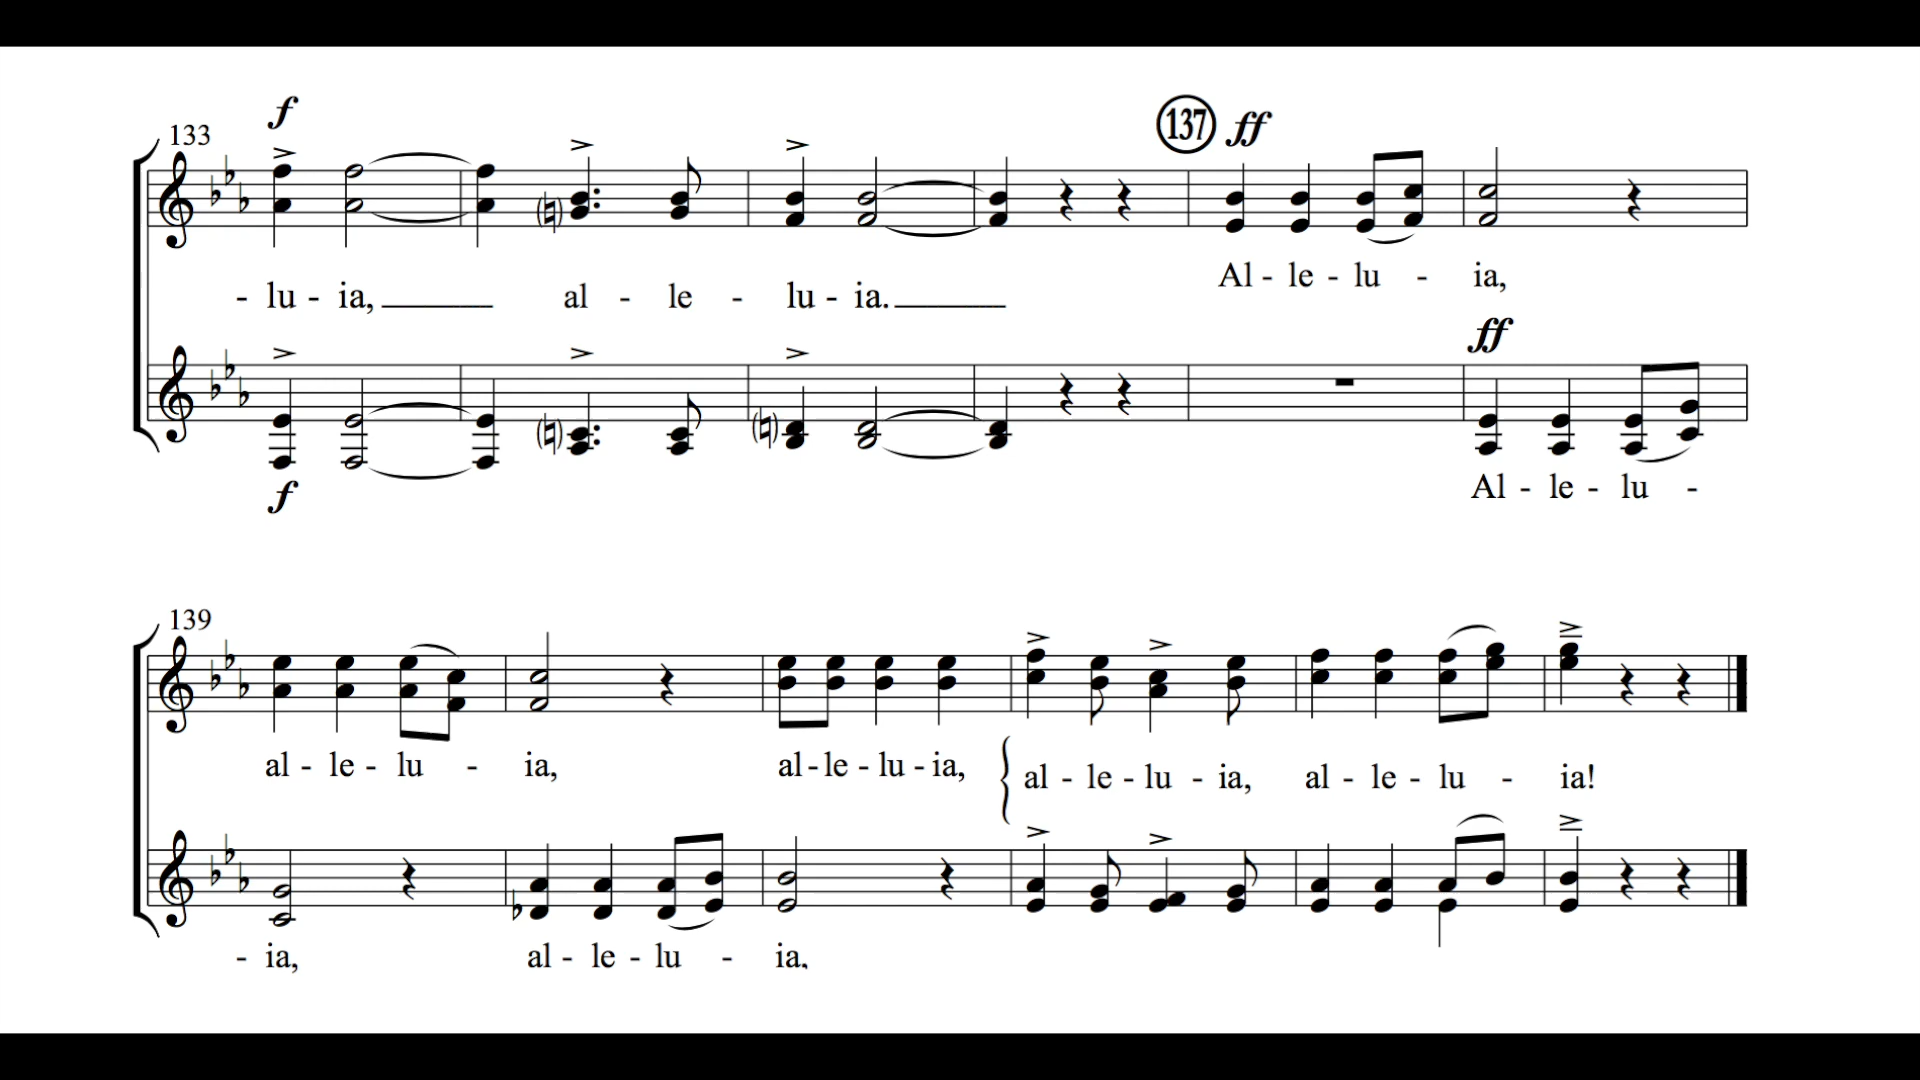 f
133
137 ff
Al - le - lu - ia,
- lu - ia, al - le - lu - ia.
ff
f
Al - le - lu -
139
al - le - lu - ia, al - le - lu - ia, al - le - lu - ia, al - le - lu - ia!
- ia, al - le - lu - ia,